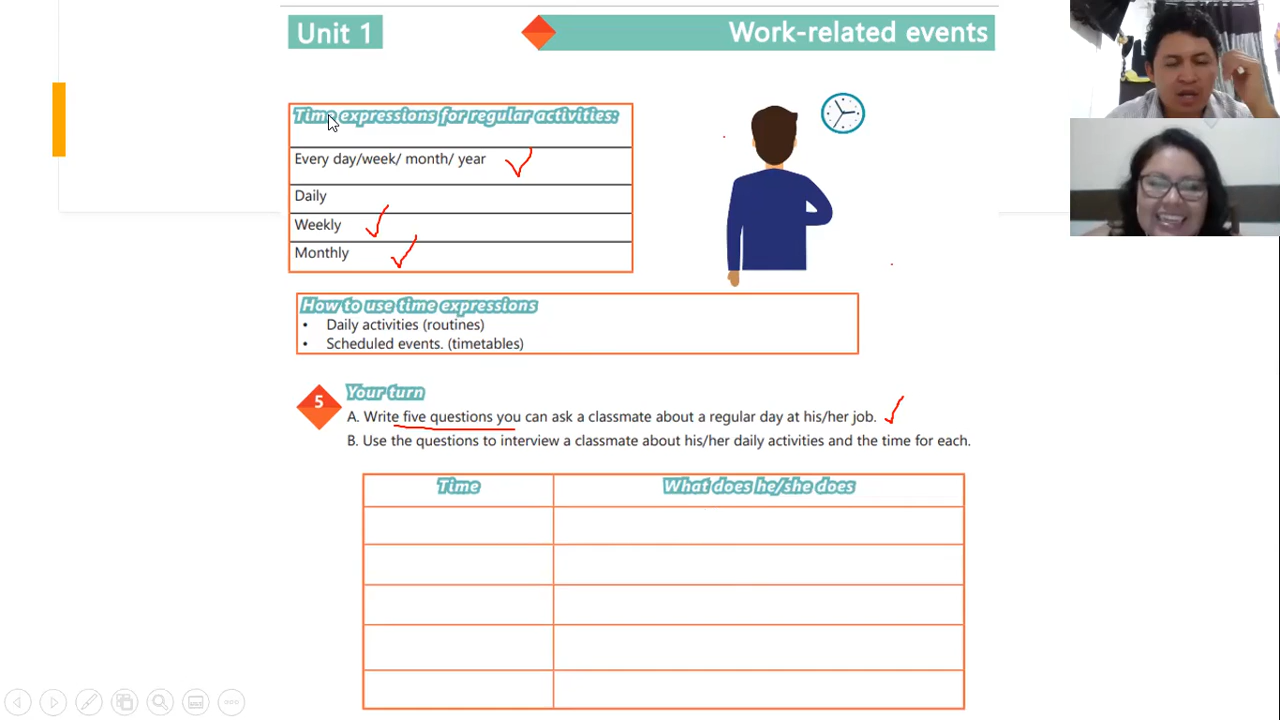 Unit 1
Work-related events
Time expressions for regular activities:
Every day/week/ month/ year
Daily
Weekly
Monthly
How to use time expressions
• Daily activities (routines)
• Scheduled events. (timetables)
5
Your turn
A. Write five questions you can ask a classmate about a regular day at his/her job.
B. Use the questions to interview a classmate about his/her daily activities and the time for each.
Time
What does he/she does